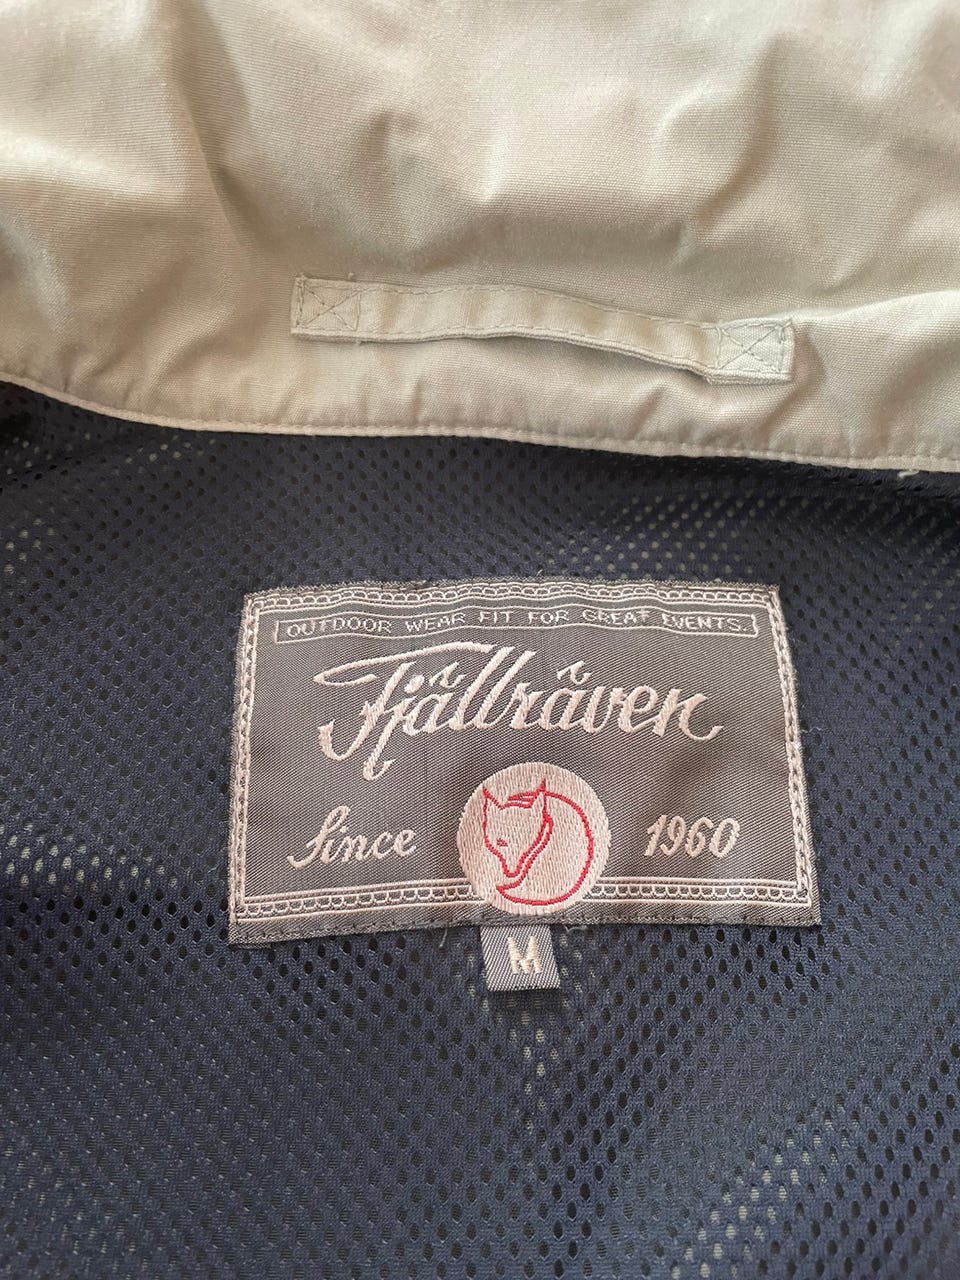 OUTDOOR WEAR FIT FOR GREAT EVENTS.
Fjällräven
Since 1960
M